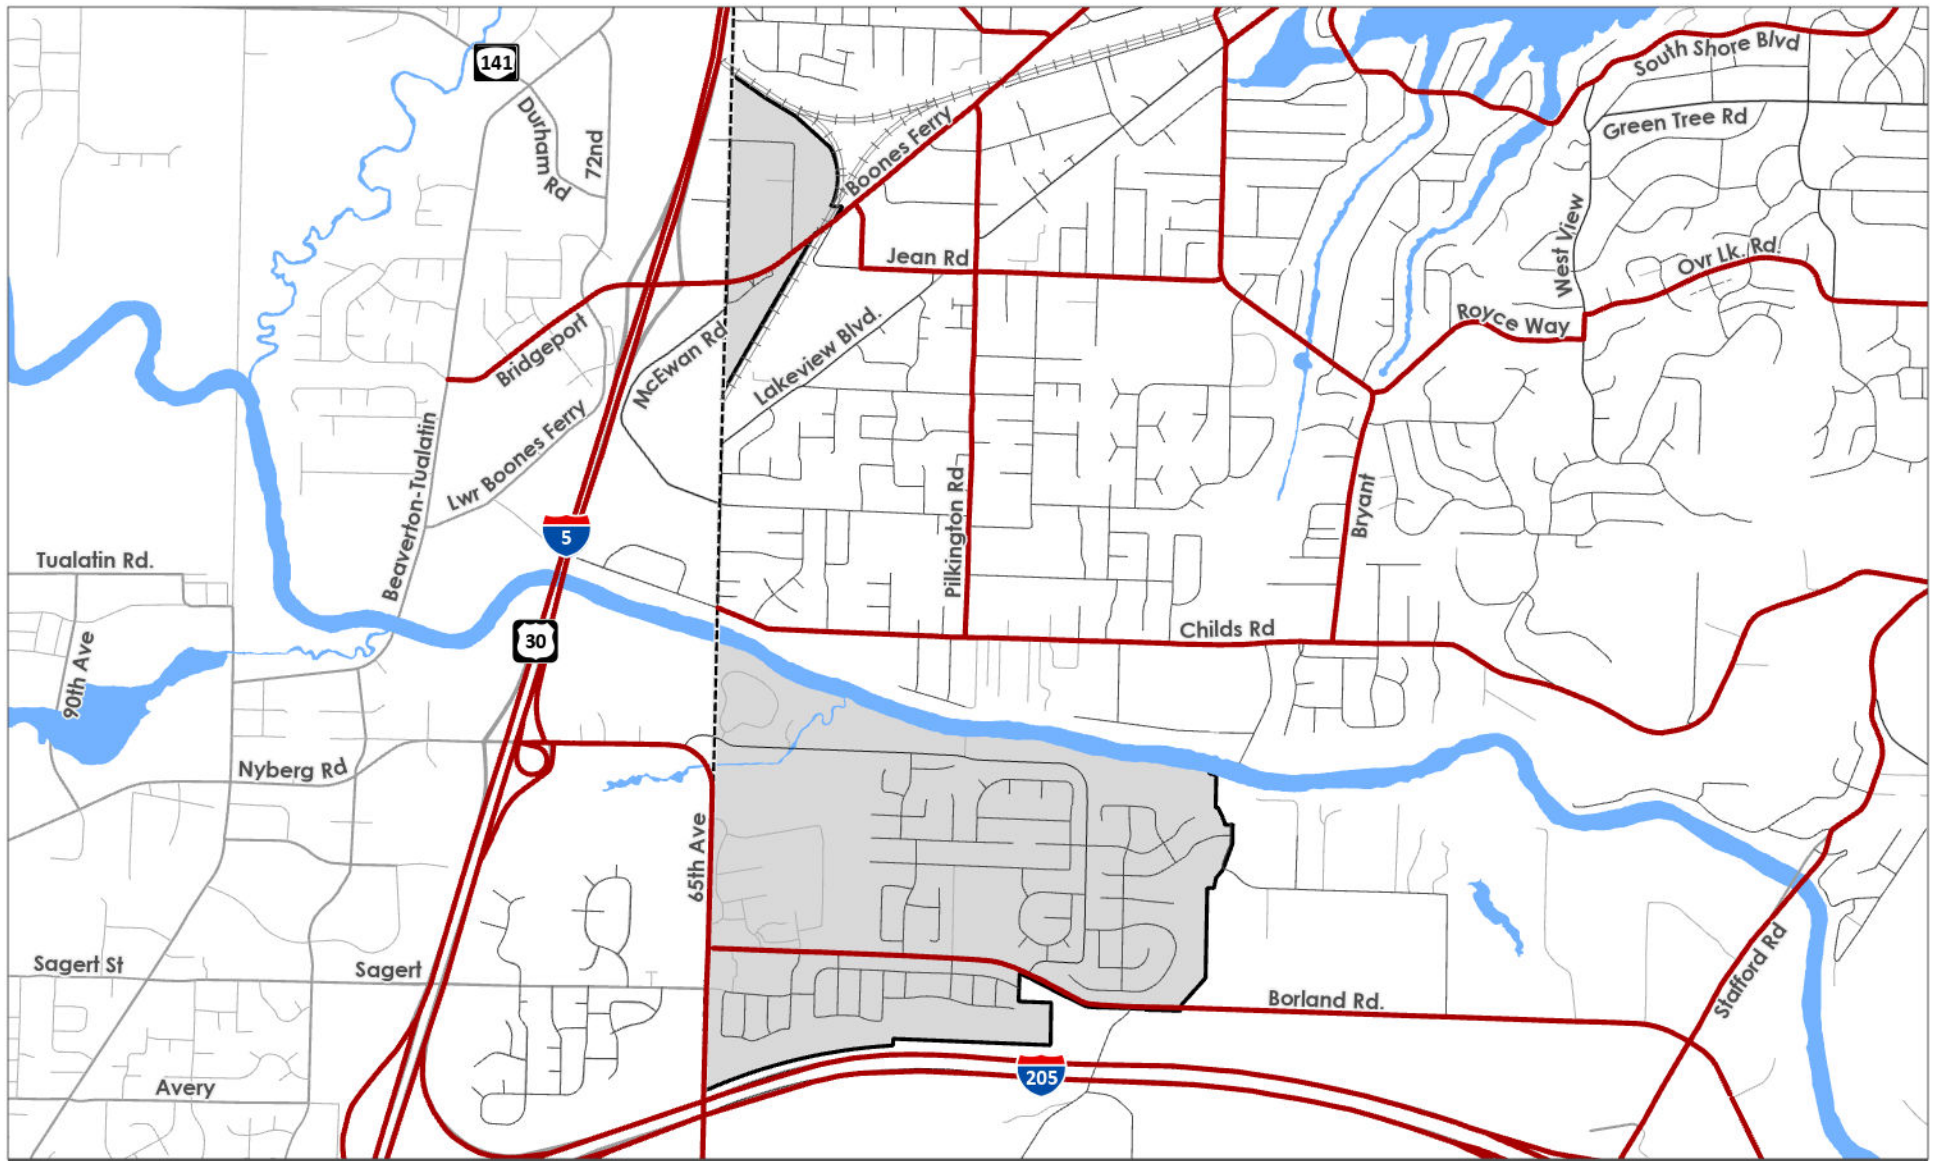 South Shore Blvd
141
Green Tree Rd
Durham Rd
72nd
Boones Ferry
West View
Jean Rd
Ovr Lk. Rd.
Royce Way
Bridgeport
McEwan Rd
Lakeview Blvd.
Lwr Boones Ferry
Beaverton-Tualatin
Pilkington Rd
Bryant
5
Tualatin Rd.
Childs Rd
30
90th Ave
Nyberg Rd
65th Ave
Sagert St
Sagert
Borland Rd.
Stafford Rd
205
Avery